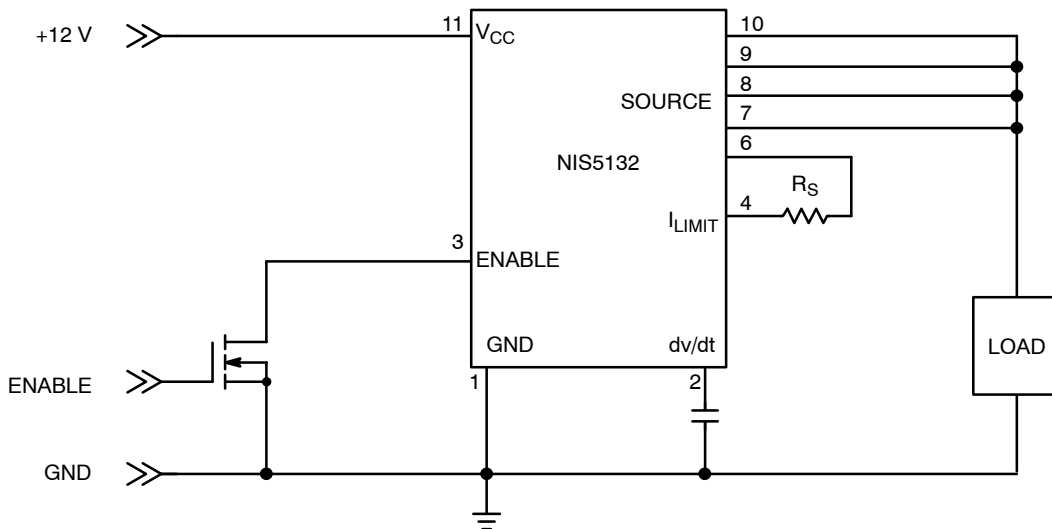 +12 V
11
V_CC
10
9
8
SOURCE
7
6
NIS5132
R_S
4
I_LIMIT
3
ENABLE
GND
dv/dt
LOAD
1
2
ENABLE
GND